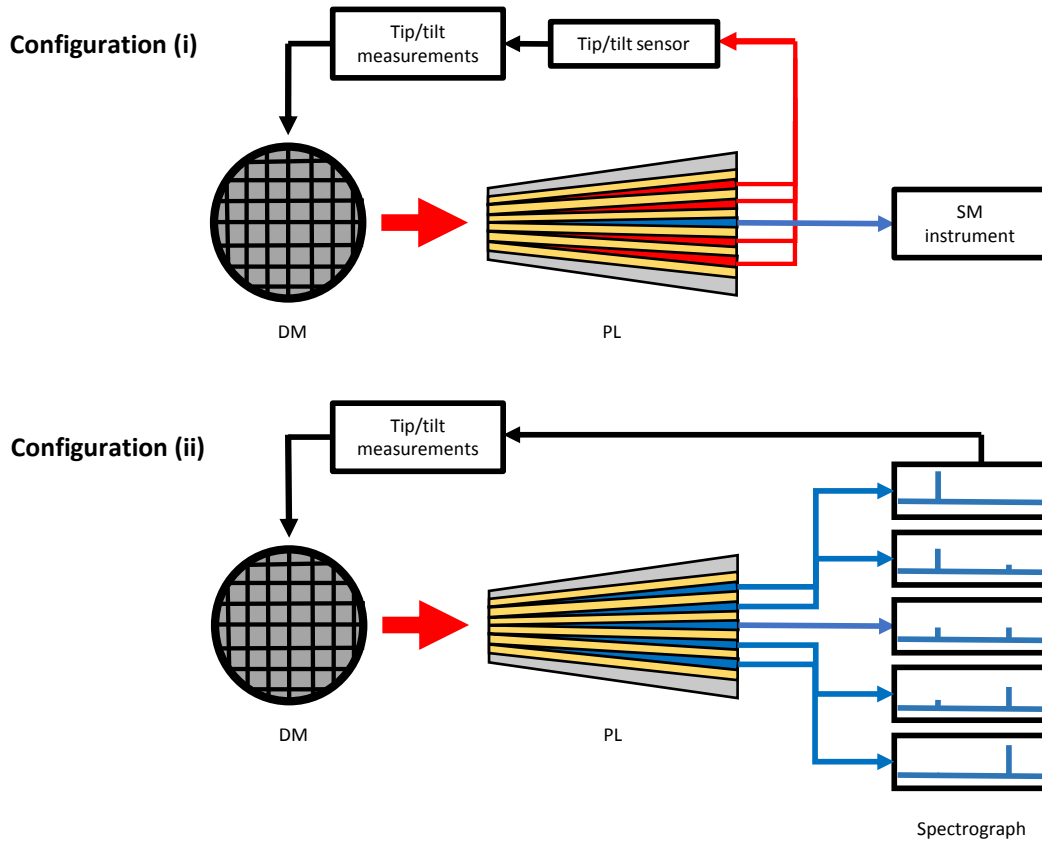 Configuration (i)
Tip/tilt
measurements
Tip/tilt sensor
SM
instrument
DM
PL
Configuration (ii)
Tip/tilt
measurements
DM
PL
Spectrograph